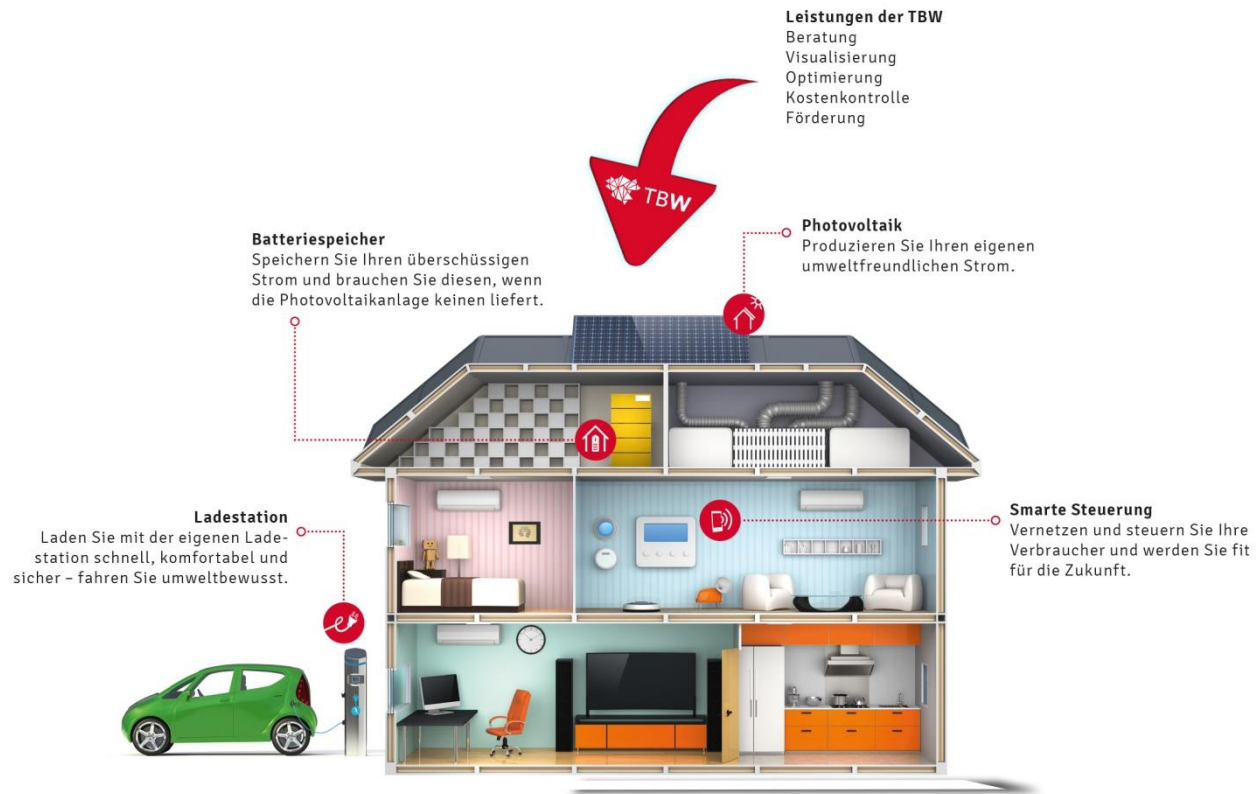 Leistungen der TBW
Beratung
Visualisierung
Optimierung
Kostenkontrolle
Förderung
TBW
Photovoltaik
Produzieren Sie Ihren eigenen
umweltfreundlichen Strom.
Batteriespeicher
Speichern Sie Ihren überschüssigen
Strom und brauchen Sie diesen, wenn
die Photovoltaikanlage keinen liefert.
Ladestation
Laden Sie mit der eigenen Lade-
station schnell, komfortabel und
sicher – fahren Sie umweltbewusst.
Smarte Steuerung
Vernetzen und steuern Sie Ihre
Verbraucher und werden Sie fit
für die Zukunft.